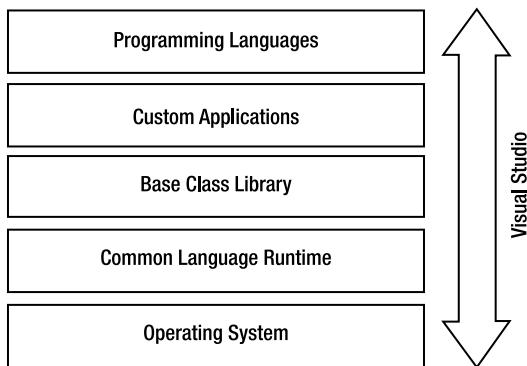 Programming Languages
Custom Applications
Base Class Library
Common Language Runtime
Operating System
Visual Studio